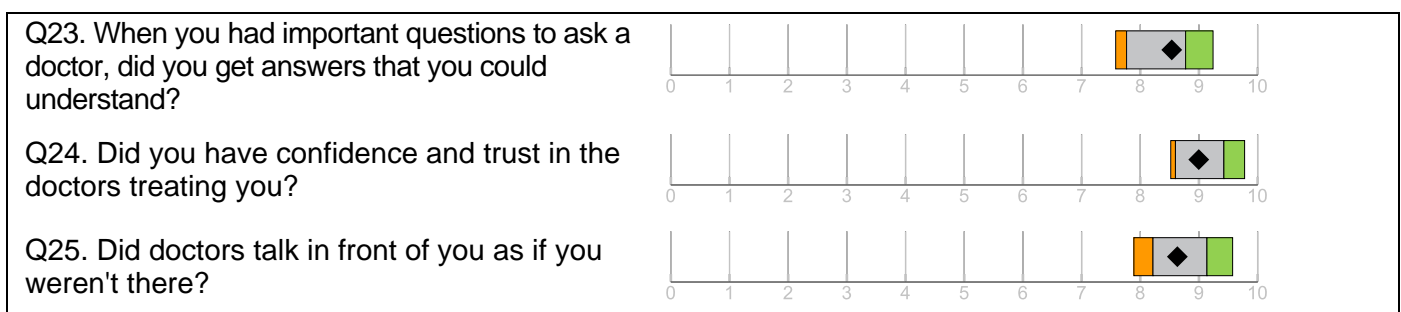 Q23. When you had important questions to ask a
doctor, did you get answers that you could
understand?
0 1 2 3 4 5 6 7 8 9 10
Q24. Did you have confidence and trust in the
doctors treating you?
0 1 2 3 4 5 6 7 8 9 10
Q25. Did doctors talk in front of you as if you
weren't there?
0 1 2 3 4 5 6 7 8 9 10